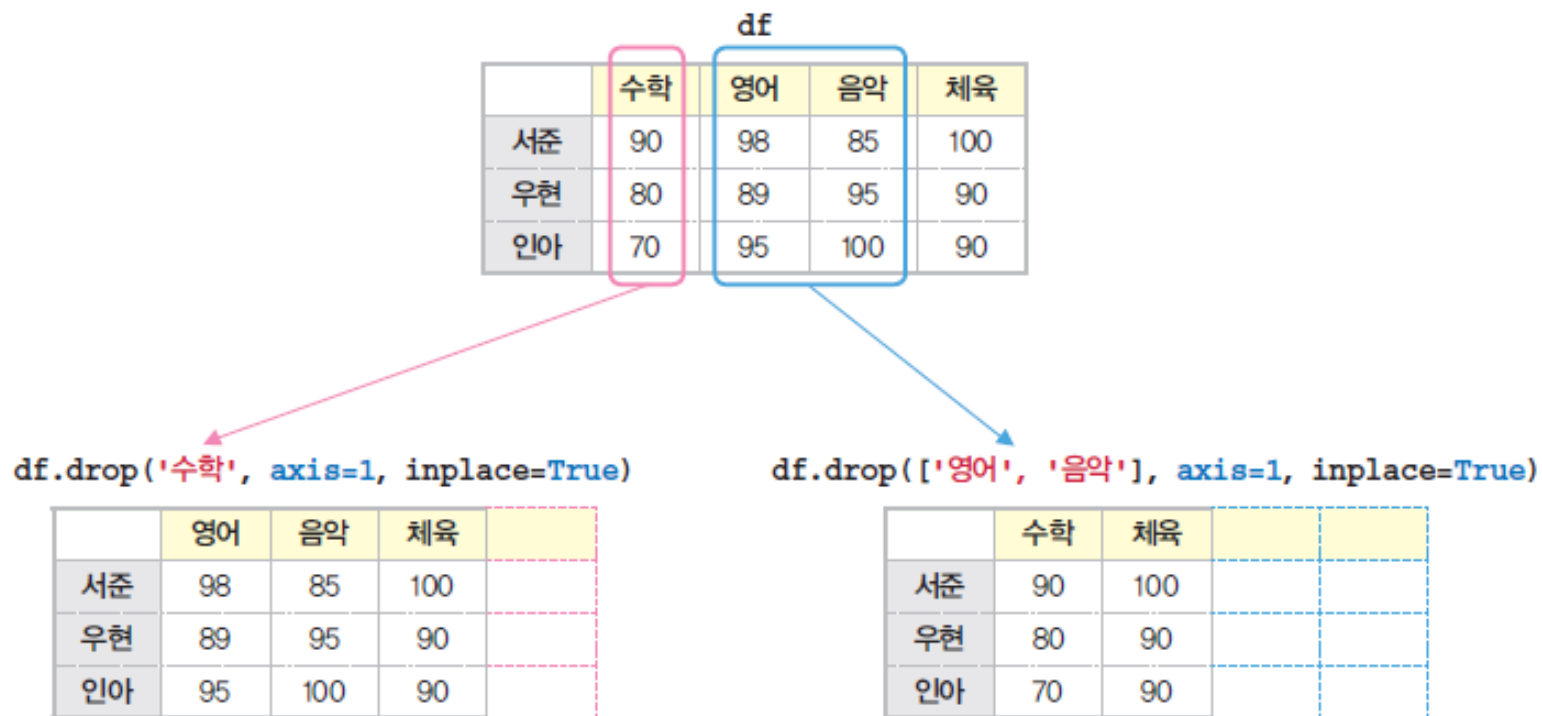 df
수학 영어 음악 체육
서준 90 98 85 100
우현 80 89 95 90
인아 70 95 100 90
df.drop('수학', axis=1, inplace=True)
영어 음악 체육
서준 98 85 100
우현 89 95 90
인아 95 100 90
df.drop(['영어', '음악'], axis=1, inplace=True)
수학 체육
서준 90 100
우현 80 90
인아 70 90